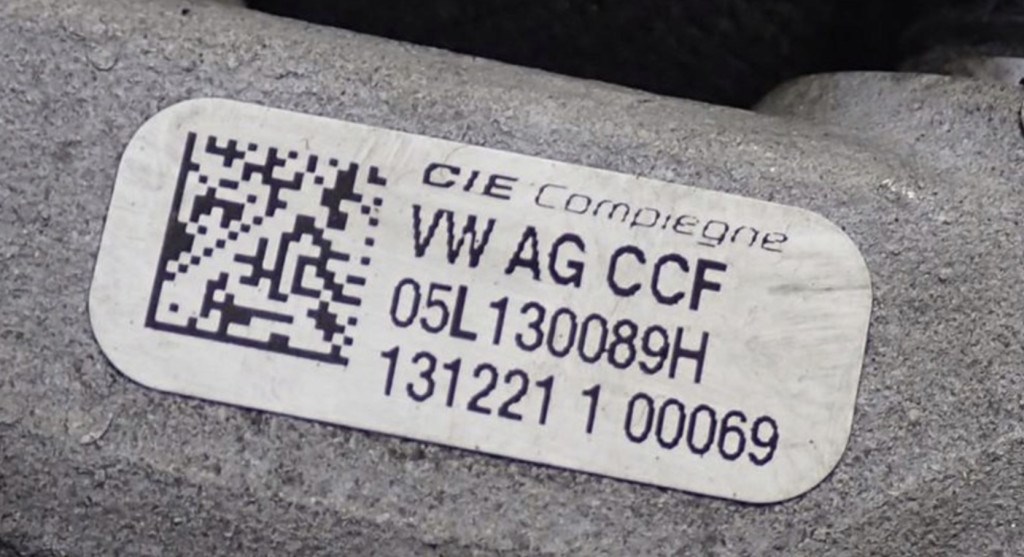 CIE Compiegne
VW AG CCF
05L130089H
131221 1 00069